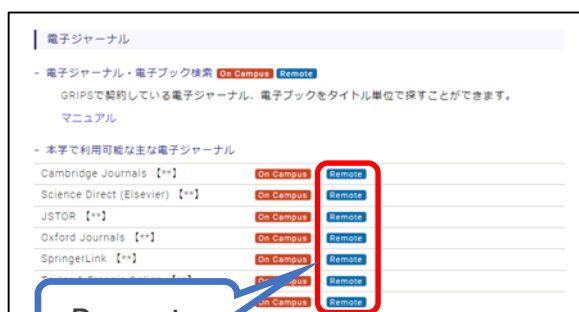 電子ジャーナル
- 電子ジャーナル・電子ブック検索 On Campus Remote
GRIPSで契約している電子ジャーナル、電子ブックをタイトル単位で探すことができます。
マニュアル
- 本学で利用可能な主な電子ジャーナル
Cambridge Journals 【**】 On Campus Remote
Science Direct (Elsevier) 【**】 On Campus Remote
JSTOR 【**】 On Campus Remote
Oxford Journals 【**】 On Campus Remote
SpringerLink 【**】 On Campus Remote
On Campus Remote
On Campus Remote